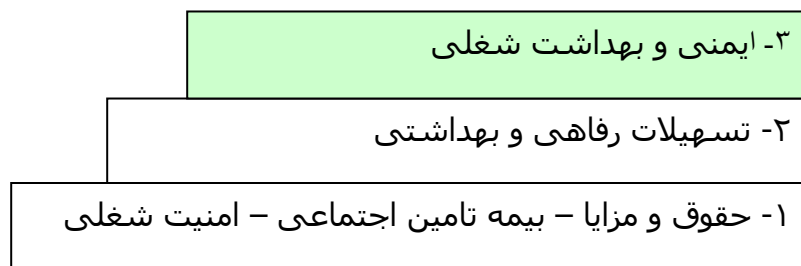 ۳- ایمنی و بهداشت شغلی
۲- تسهیلات رفاهی و بهداشتی
۱- حقوق و مزایا – بیمه تامین اجتماعی – امنیت شغلی